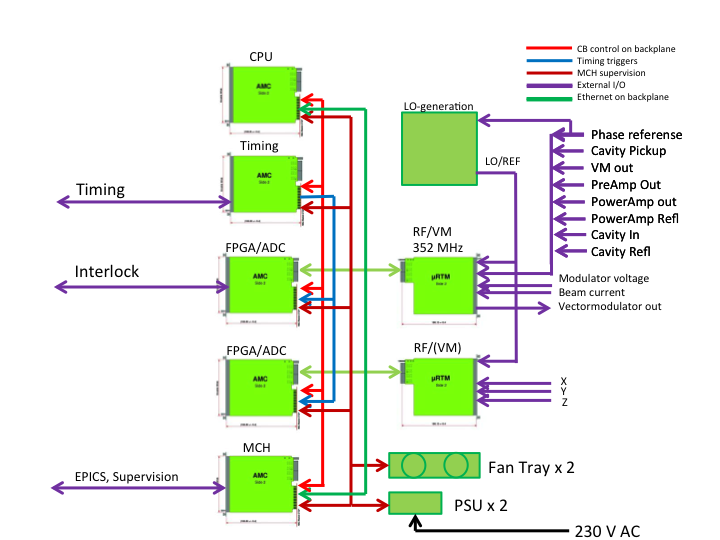 CB control on backplane
Timing triggers
MCH supervision
External I/O
Ethernet on backplane
CPU
AMC
LO-generation
Phase referense
Cavity Pickup
VM out
PreAmp Out
PowerAmp out
PowerAmp Refl
Cavity In
Cavity Refl
Timing
AMC
LO/REF
Timing
RF/VM
352 MHz
FPGA/ADC
AMC
µRTM
Interlock
Modulator voltage
Beam current
Vectormodulator out
FPGA/ADC
AMC
RF/(VM)
µRTM
X
Y
Z
MCH
AMC
EPICS, Supervision
Fan Tray x 2
PSU x 2
230 V AC